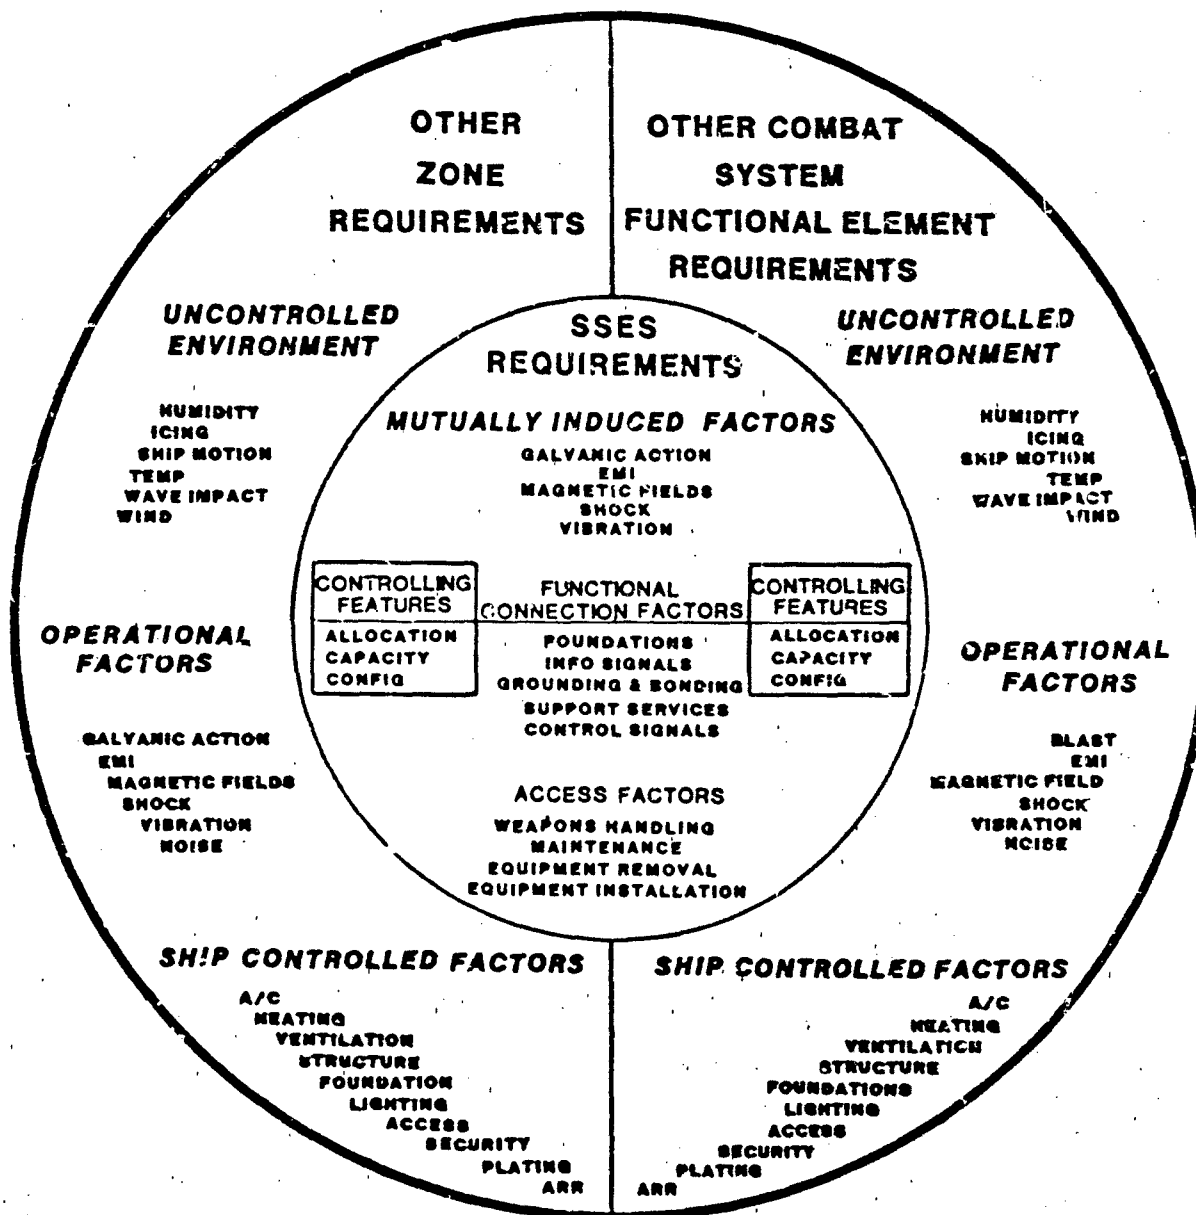 OTHER
ZONE
REQUIREMENTS
OTHER COMBAT
SYSTEM
FUNCTIONAL ELEMENT
REQUIREMENTS
UNCONTROLLED
ENVIRONMENT
HUMIDITY
ICING
SHIP MOTION
TEMP
WAVE IMPACT
WIND
OPERATIONAL
FACTORS
GALVANIC ACTION
EMI
MAGNETIC FIELDS
SHOCK
VIBRATION
NOISE
SHIP CONTROLLED FACTORS
A/C
HEATING
VENTILATION
STRUCTURE
FOUNDATION
LIGHTING
ACCESS
SECURITY
PLATING
ARR
SSES
REQUIREMENTS
MUTUALLY INDUCED FACTORS
GALVANIC ACTION
EMI
MAGNETIC FIELDS
SHOCK
VIBRATION
CONTROLLING
FEATURES
ALLOCATION
CAPACITY
CONFIG
FUNCTIONAL
CONNECTION FACTORS
FOUNDATIONS
INFO SIGNALS
GROUNDING & BONDING
SUPPORT SERVICES
CONTROL SIGNALS
CONTROLLING
FEATURES
ALLOCATION
CAPACITY
CONFIG
ACCESS FACTORS
WEAPONS HANDLING
MAINTENANCE
EQUIPMENT REMOVAL
EQUIPMENT INSTALLATION
UNCONTROLLED
ENVIRONMENT
HUMIDITY
ICING
SHIP MOTION
TEMP
WAVE IMPACT
WIND
OPERATIONAL
FACTORS
BLAST
EMI
MAGNETIC FIELD
SHOCK
VIBRATION
NOISE
SHIP CONTROLLED FACTORS
A/C
HEATING
VENTILATION
STRUCTURE
FOUNDATIONS
LIGHTING
ACCESS
SECURITY
PLATING
ARR